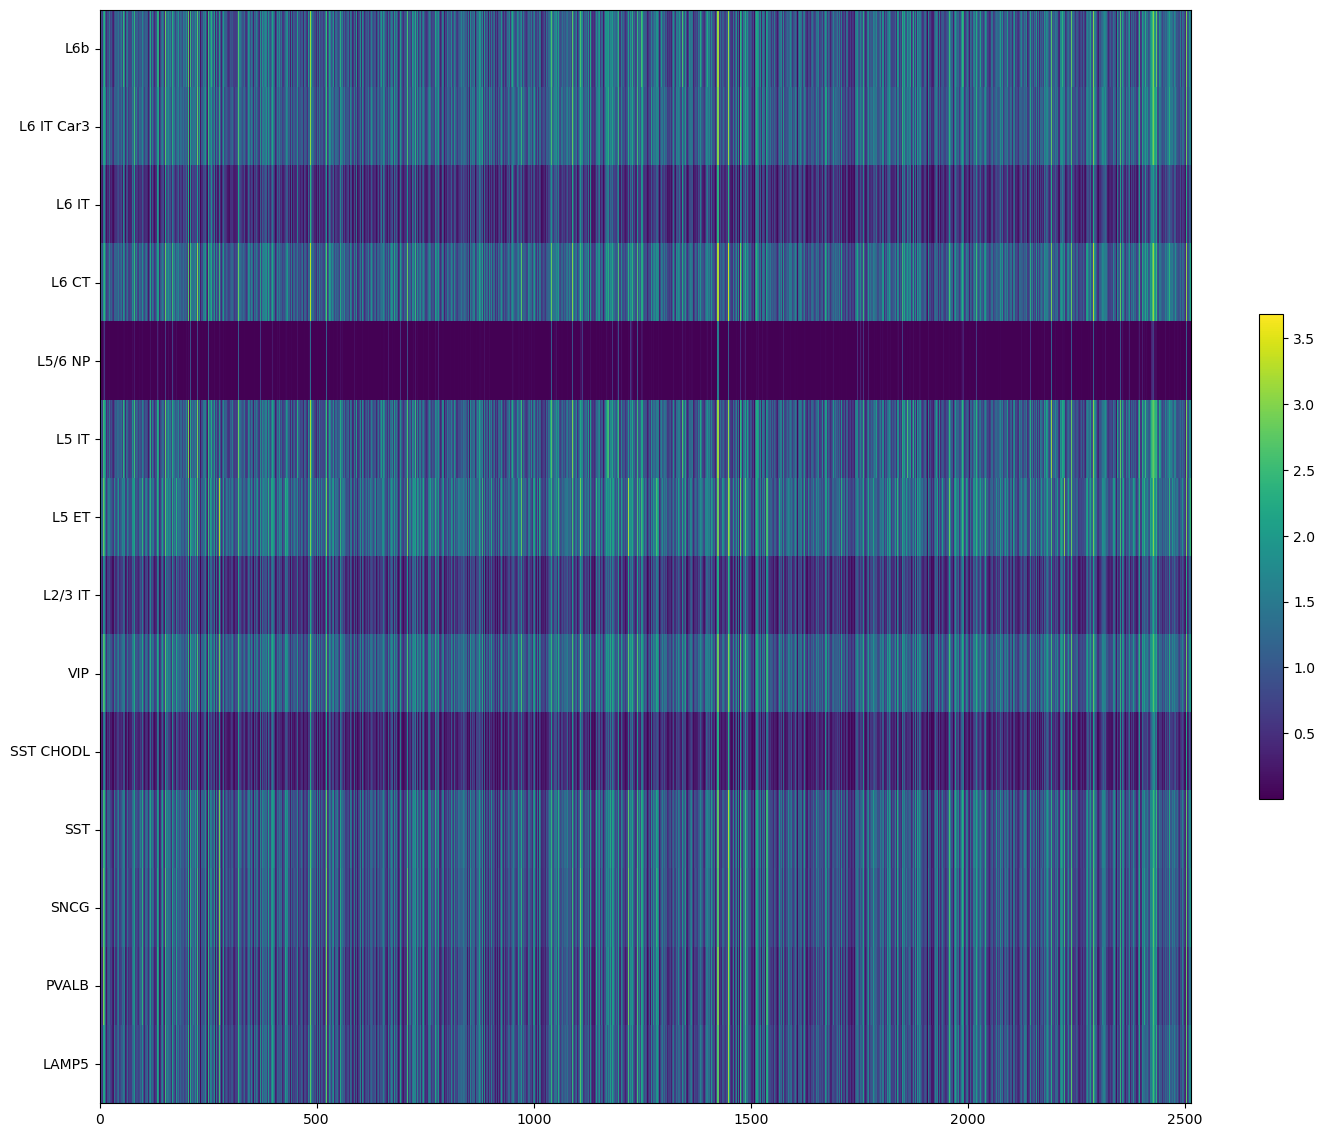 L6b
L6 IT Car3
L6 IT
L6 CT
L5/6 NP
L5 IT
L5 ET
L2/3 IT
VIP
SST CHODL
SST
SNCG
PVALB
LAMP5
0 500 1000 1500 2000 2500
3.5
3.0
2.5
2.0
1.5
1.0
0.5